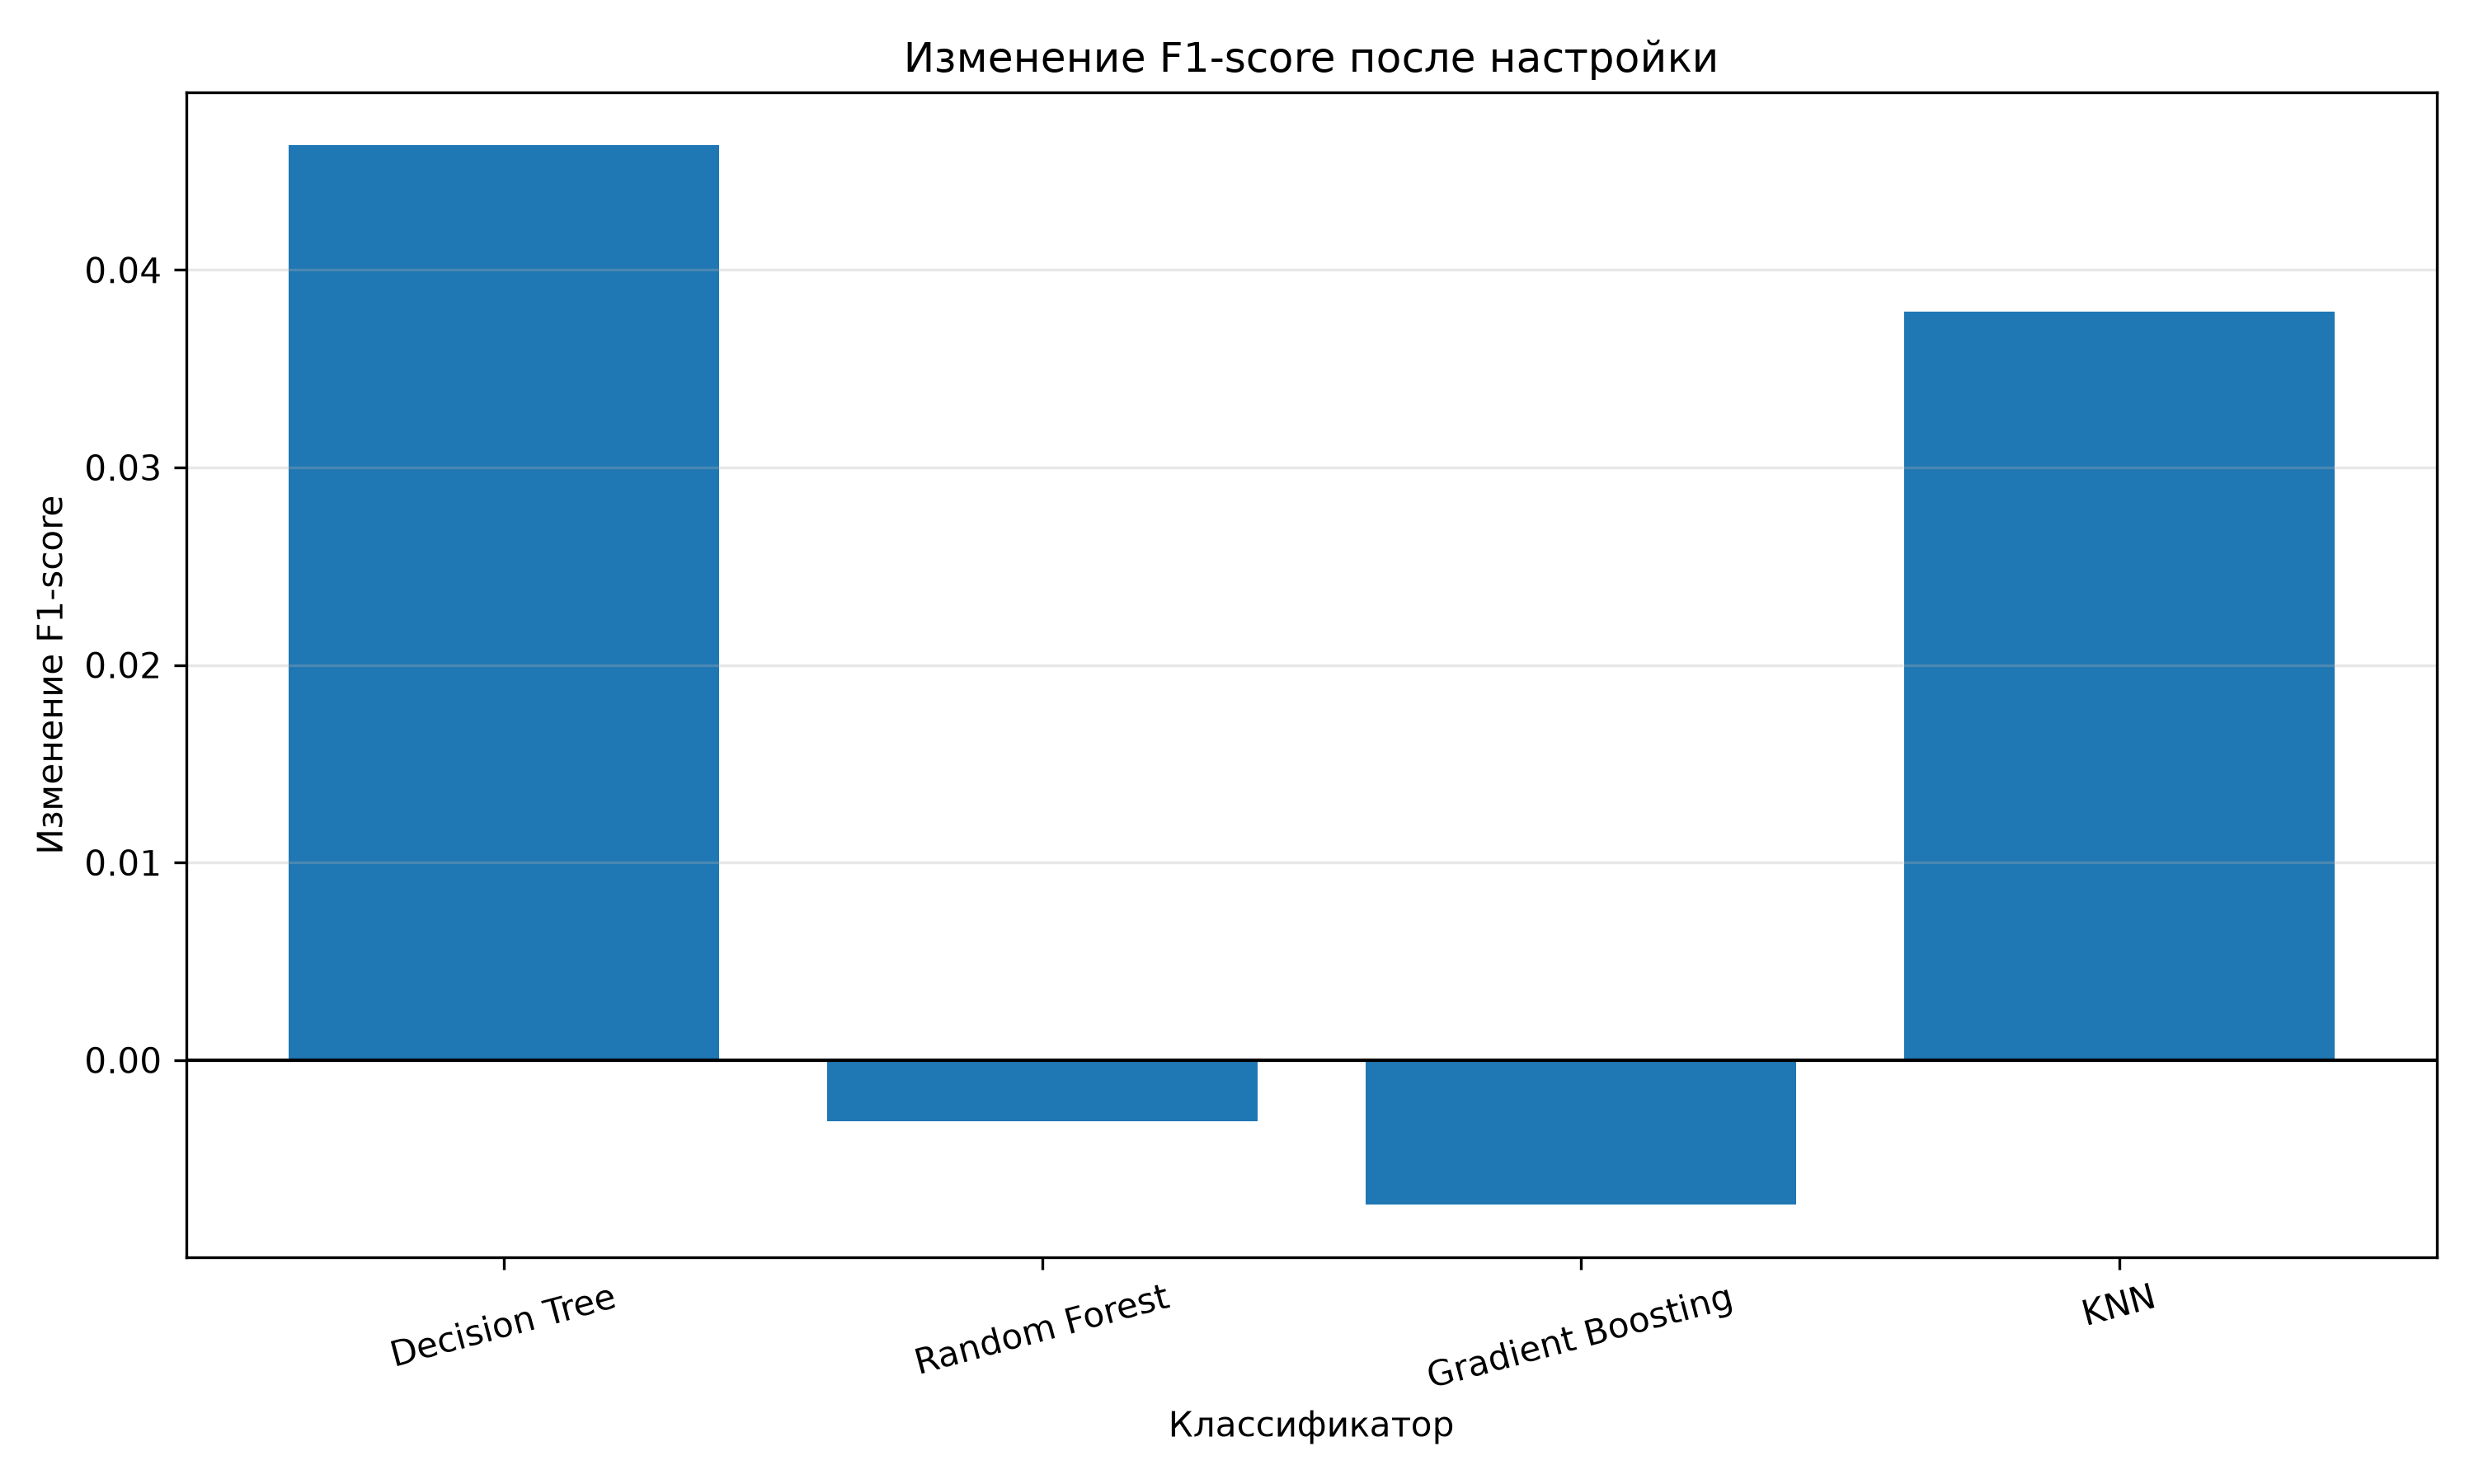 Изменение F1-score после настройки
Изменение F1-score
0.04
0.03
0.02
0.01
0.00
Decision Tree
Random Forest
Gradient Boosting
KNN
Классификатор